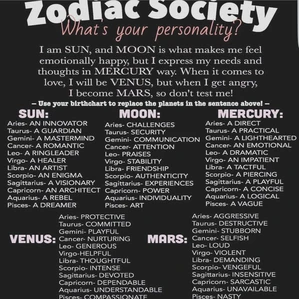 Zodiac Society
What's your personality?
I am SUN, and MOON is what makes me feel
emotionally happy, but I express my needs and
thoughts in MERCURY way. When it comes to
love, I will be VENUS, but when I get angry,
I become MARS, so don't test me!
— Use your birthchart to replace the planets in the sentence above! —
SUN:
Aries- AN INNOVATOR
Taurus- A GUARDIAN
Gemini- A MASTERMIND
Cancer- A ROMANTIC
Leo- A RINGLEADER
Virgo- A HEALER
Libra- AN ARTIST
Scorpio- AN ENIGMA
Sagittarius- A VISIONARY
Capricorn- AN ARCHITECT
Aquarius- A REBEL
Pisces- A DREAMER
MOON:
Aries- CHALLENGES
Taurus- SECURITY
Gemini- COMMUNICATION
Cancer- ATTENTION
Leo- PRAISES
Virgo- STABILITY
Libra- FRIENDSHIP
Scorpio- AUTHENTICITY
Sagittarius- EXPERIENCES
Capricorn- POWER
Aquarius- INDIVIDUALITY
Pisces- ART
MERCURY:
Aries- A DIRECT
Taurus- A PRACTICAL
Gemini- A LIGHTHEARTED
Cancer- AN EMOTIONAL
Leo- A DRAMATIC
Virgo- AN IMPATIENT
Libra- A TACTFUL
Scorpio- A PIERCING
Sagittarius- A PLAYFUL
Capricorn- A CONCISE
Aquarius- A LOGICAL
Pisces- A VAGUE
VENUS:
Aries- PROTECTIVE
Taurus- COMMITTED
Gemini- PLAYFUL
Cancer- NURTURING
Leo- GENEROUS
Virgo- HELPFUL
Libra- THOUGHTFUL
Scorpio- INTENSE
Sagittarius- DEVOTED
Capricorn- DEPENDABLE
Aquarius- UNDERSTANDABLE
Pisces- COMPASSIONATE
MARS:
Aries- AGGRESSIVE
Taurus- DESTRUCTIVE
Gemini- STUBBORN
Cancer- SELFISH
Leo- LOUD
Virgo- VIOLENT
Libra- DEMANDING
Scorpio- VENGEFUL
Sagittarius- INSENSITIVE
Capricorn- SARCASTIC
Aquarius- UNAVAILABLE
Pisces- NASTY